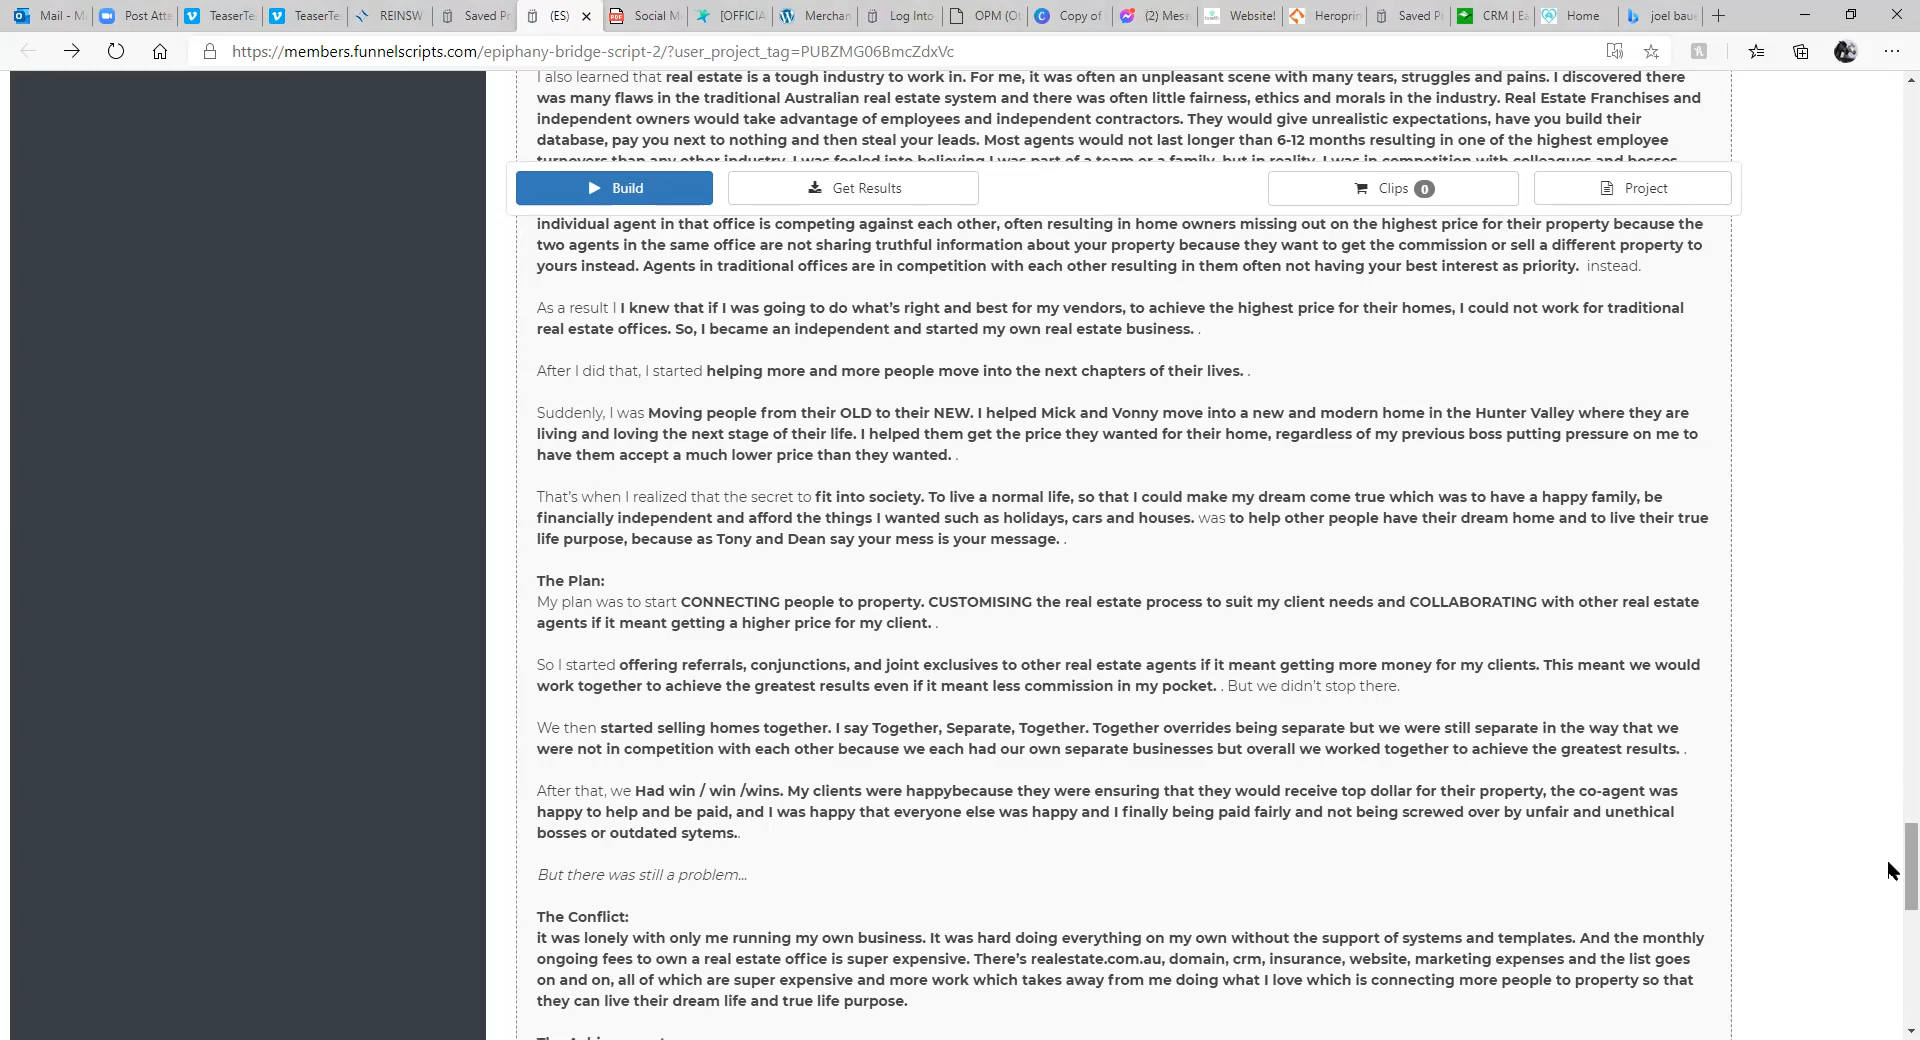 Mail - M
Post Atta
TeaserTe
TeaserTe
REINSW
Saved Pr
(ES)
Social M
[OFFICIA
Merchan
Log Into
OPM (O
Copy of
(2) Mess
Website!
Heroprin
Saved Pr
CRM | Ea
Home
joel baue
https://members.funnelscripts.com/epiphany-bridge-script-2/?user_project_tag=PUBZMG06BmcZdxVc
I also learned that real estate is a tough industry to work in. For me, it was often an unpleasant scene with many tears, struggles and pains. I discovered there
was many flaws in the traditional Australian real estate system and there was often little fairness, ethics and morals in the industry. Real Estate Franchises and
independent owners would take advantage of employees and independent contractors. They would give unrealistic expectations, have you build their
database, pay you next to nothing and then steal your leads. Most agents would not last longer than 6-12 months resulting in one of the highest employee
turnovers than any other industry. I was fooled into believing I was part of a team or a family, but in reality, I was in competition with colleagues and bosses
Build
Get Results
Clips 0
Project
individual agent in that office is competing against each other, often resulting in home owners missing out on the highest price for their property because the
two agents in the same office are not sharing truthful information about your property because they want to get the commission or sell a different property to
yours instead. Agents in traditional offices are in competition with each other resulting in them often not having your best interest as priority.  instead.
As a result I I knew that if I was going to do what's right and best for my vendors, to achieve the highest price for their homes, I could not work for traditional
real estate offices. So, I became an independent and started my own real estate business. .
After I did that, I started helping more and more people move into the next chapters of their lives. .
Suddenly, I was Moving people from their OLD to their NEW. I helped Mick and Vonny move into a new and modern home in the Hunter Valley where they are
living and loving the next stage of their life. I helped them get the price they wanted for their home, regardless of my previous boss putting pressure on me to
have them accept a much lower price than they wanted. .
That's when I realized that the secret to fit into society. To live a normal life, so that I could make my dream come true which was to have a happy family, be
financially independent and afford the things I wanted such as holidays, cars and houses. was to help other people have their dream home and to live their true
life purpose, because as Tony and Dean say your mess is your message. .
The Plan:
My plan was to start CONNECTING people to property. CUSTOMISING the real estate process to suit my client needs and COLLABORATING with other real estate
agents if it meant getting a higher price for my client. .
So I started offering referrals, conjunctions, and joint exclusives to other real estate agents if it meant getting more money for my clients. This meant we would
work together to achieve the greatest results even if it meant less commission in my pocket. . But we didn't stop there.
We then started selling homes together. I say Together, Separate, Together. Together overrides being separate but we were still separate in the way that we
were not in competition with each other because we each had our own separate businesses but overall we worked together to achieve the greatest results. .
After that, we Had win / win /wins. My clients were happybecause they were ensuring that they would receive top dollar for their property, the co-agent was
happy to help and be paid, and I was happy that everyone else was happy and I finally being paid fairly and not being screwed over by unfair and unethical
bosses or outdated sytems..
But there was still a problem...
The Conflict:
it was lonely with only me running my own business. It was hard doing everything on my own without the support of systems and templates. And the monthly
ongoing fees to own a real estate office is super expensive. There's realestate.com.au, domain, crm, insurance, website, marketing expenses and the list goes
on and on, all of which are super expensive and more work which takes away from me doing what I love which is connecting more people to property so that
they can live their dream life and true life purpose.